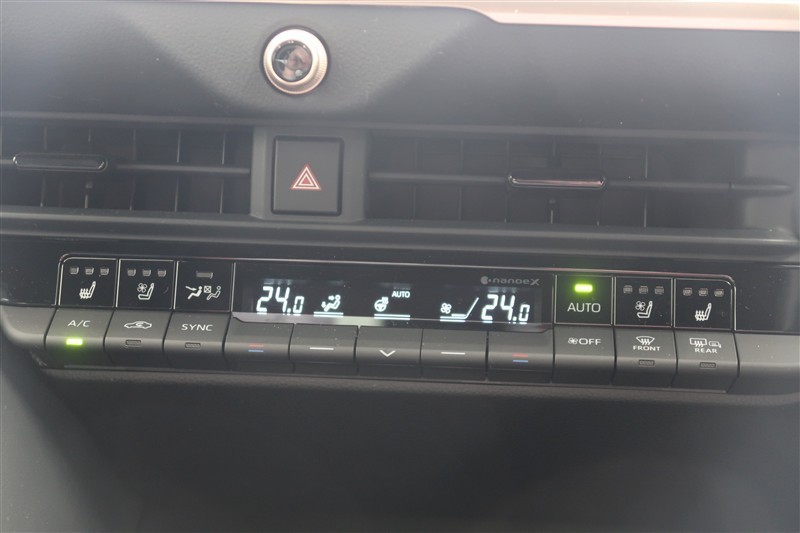 nanoeX
24.0
AUTO
24.0
AUTO
A/C
SYNC
OFF
FRONT
REAR